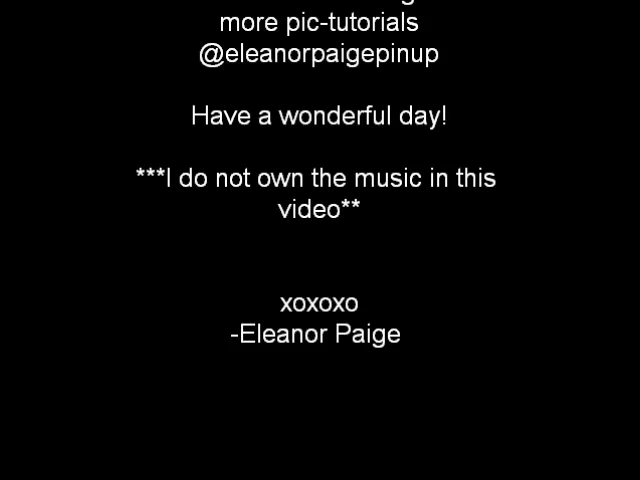 more pic-tutorials
@eleanorpaigepinup
Have a wonderful day!
***I do not own the music in this
video**
xoxoxo
-Eleanor Paige